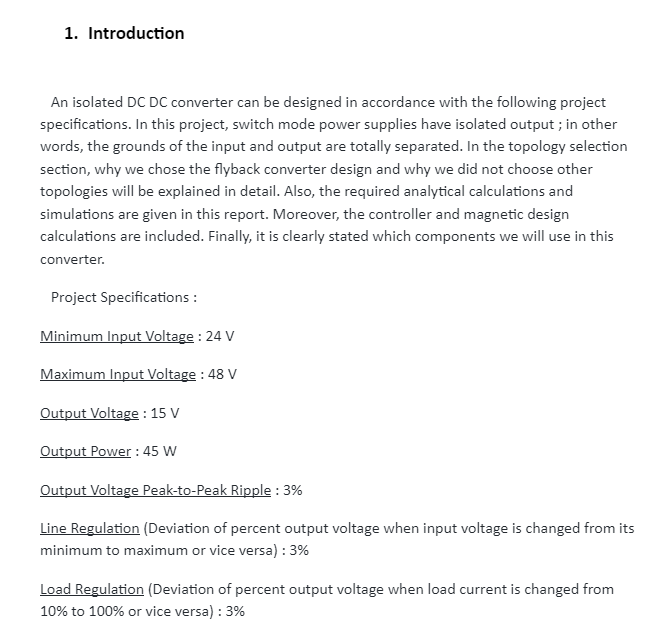 1. Introduction
An isolated DC DC converter can be designed in accordance with the following project
specifications. In this project, switch mode power supplies have isolated output ; in other
words, the grounds of the input and output are totally separated. In the topology selection
section, why we chose the flyback converter design and why we did not choose other
topologies will be explained in detail. Also, the required analytical calculations and
simulations are given in this report. Moreover, the controller and magnetic design
calculations are included. Finally, it is clearly stated which components we will use in this
converter.
Project Specifications :
Minimum Input Voltage : 24 V
Maximum Input Voltage : 48 V
Output Voltage : 15 V
Output Power : 45 W
Output Voltage Peak-to-Peak Ripple : 3%
Line Regulation (Deviation of percent output voltage when input voltage is changed from its
minimum to maximum or vice versa) : 3%
Load Regulation (Deviation of percent output voltage when load current is changed from
10% to 100% or vice versa) : 3%